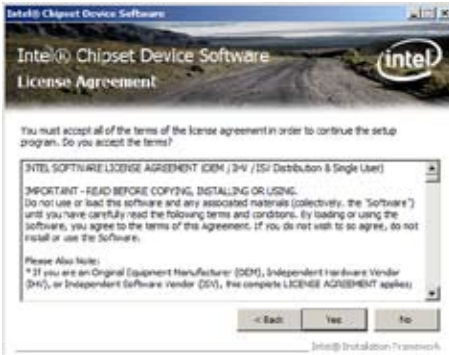 Intel® Chipset Device Software
Intel® Chipset Device Software
License Agreement
intel
You must accept all of the terms of the license agreement in order to continue the setup
program. Do you accept the terms?
INTEL SOFTWARE LICENSE AGREEMENT (OEM / IHV / ISV Distribution & Single User)
IMPORTANT - READ BEFORE COPYING, INSTALLING OR USING.
Do not use or load this software and any associated materials (collectively, the "Software")
until you have carefully read the following terms and conditions. By loading or using the
Software, you agree to the terms of this Agreement. If you do not wish to so agree, do not
install or use the Software.
Please Also Note:
* If you are an Original Equipment Manufacturer (OEM), Independent Hardware Vendor
(IHV), or Independent Software Vendor (ISV), this complete LICENSE AGREEMENT applies;
< Back
Yes
No
Intel® Installation Framework